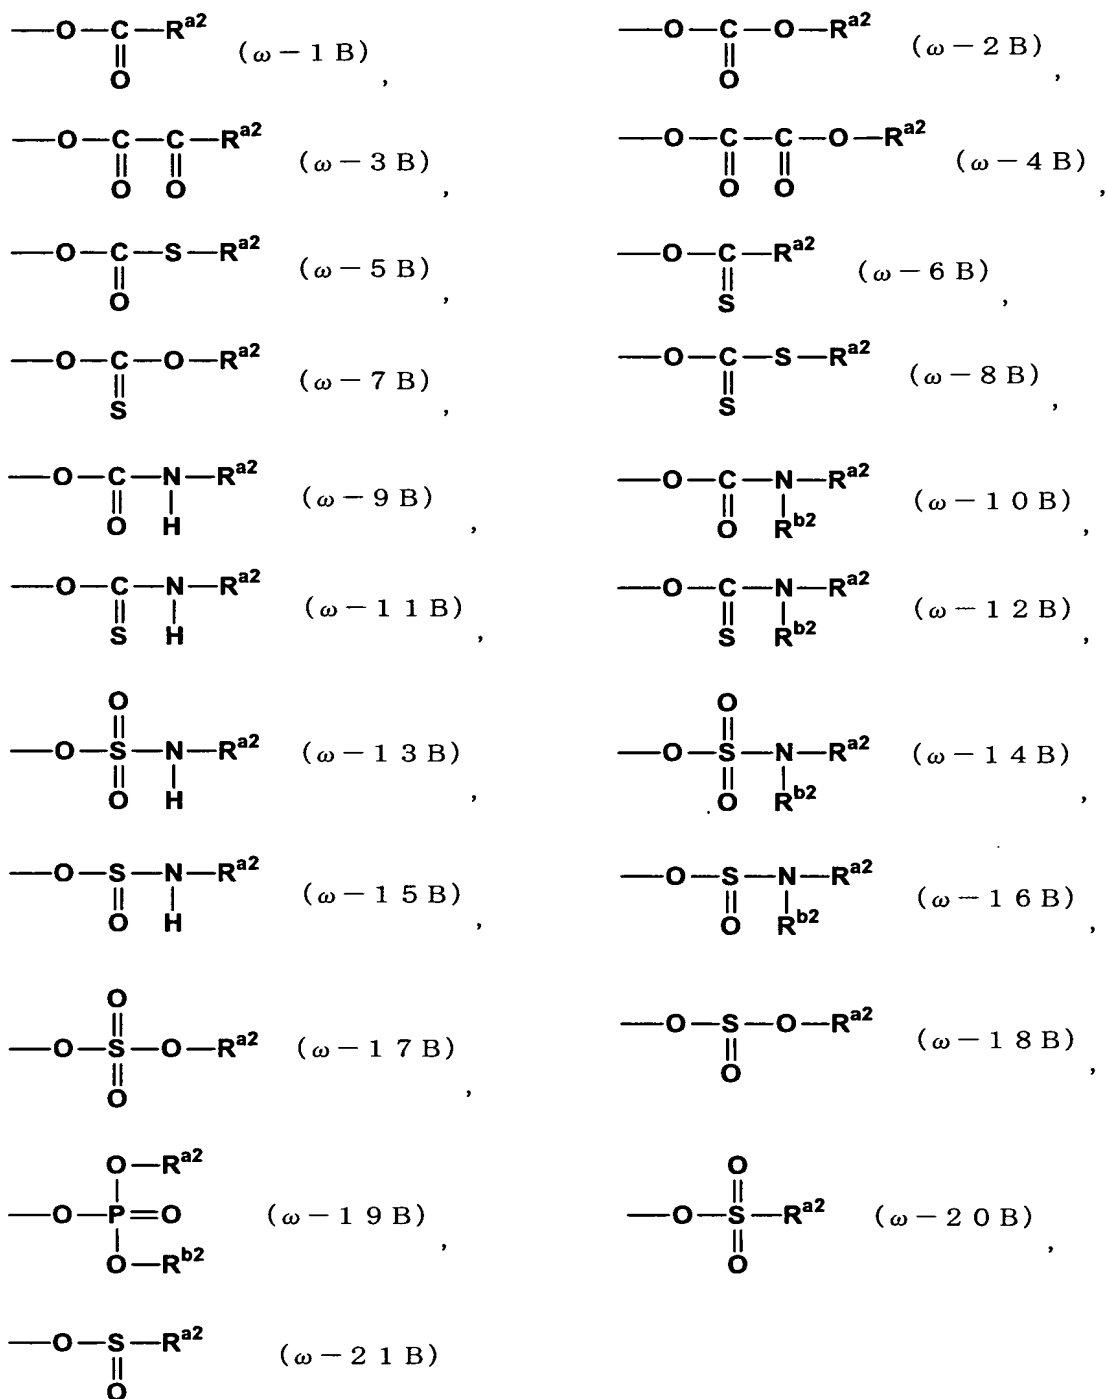 —O—C(=O)—R^a2 (ω−1B), —O—C(=O)—O—R^a2 (ω−2B),
—O—C(=O)—C(=O)—R^a2 (ω−3B), —O—C(=O)—C(=O)—O—R^a2 (ω−4B),
—O—C(=O)—S—R^a2 (ω−5B), —O—C(=S)—R^a2 (ω−6B),
—O—C(=S)—O—R^a2 (ω−7B), —O—C(=S)—S—R^a2 (ω−8B),
—O—C(=O)—N(H)—R^a2 (ω−9B), —O—C(=O)—N(R^b2)—R^a2 (ω−10B),
—O—C(=S)—N(H)—R^a2 (ω−11B), —O—C(=S)—N(R^b2)—R^a2 (ω−12B),
—O—S(=O)(=O)—N(H)—R^a2 (ω−13B), —O—S(=O)(=O)—N(R^b2)—R^a2 (ω−14B),
—O—S(=O)—N(H)—R^a2 (ω−15B), —O—S(=O)—N(R^b2)—R^a2 (ω−16B),
—O—S(=O)(=O)—O—R^a2 (ω−17B), —O—S(=O)—O—R^a2 (ω−18B),
—O—P(=O)(O—R^a2)(O—R^b2) (ω−19B), —O—S(=O)(=O)—R^a2 (ω−20B),
—O—S(=O)—R^a2 (ω−21B)